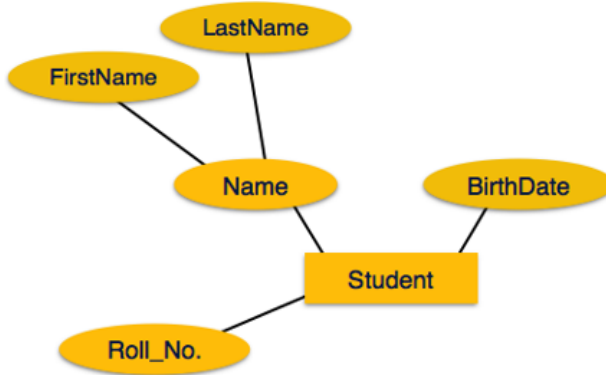 LastName
FirstName
Name
BirthDate
Student
Roll_No.